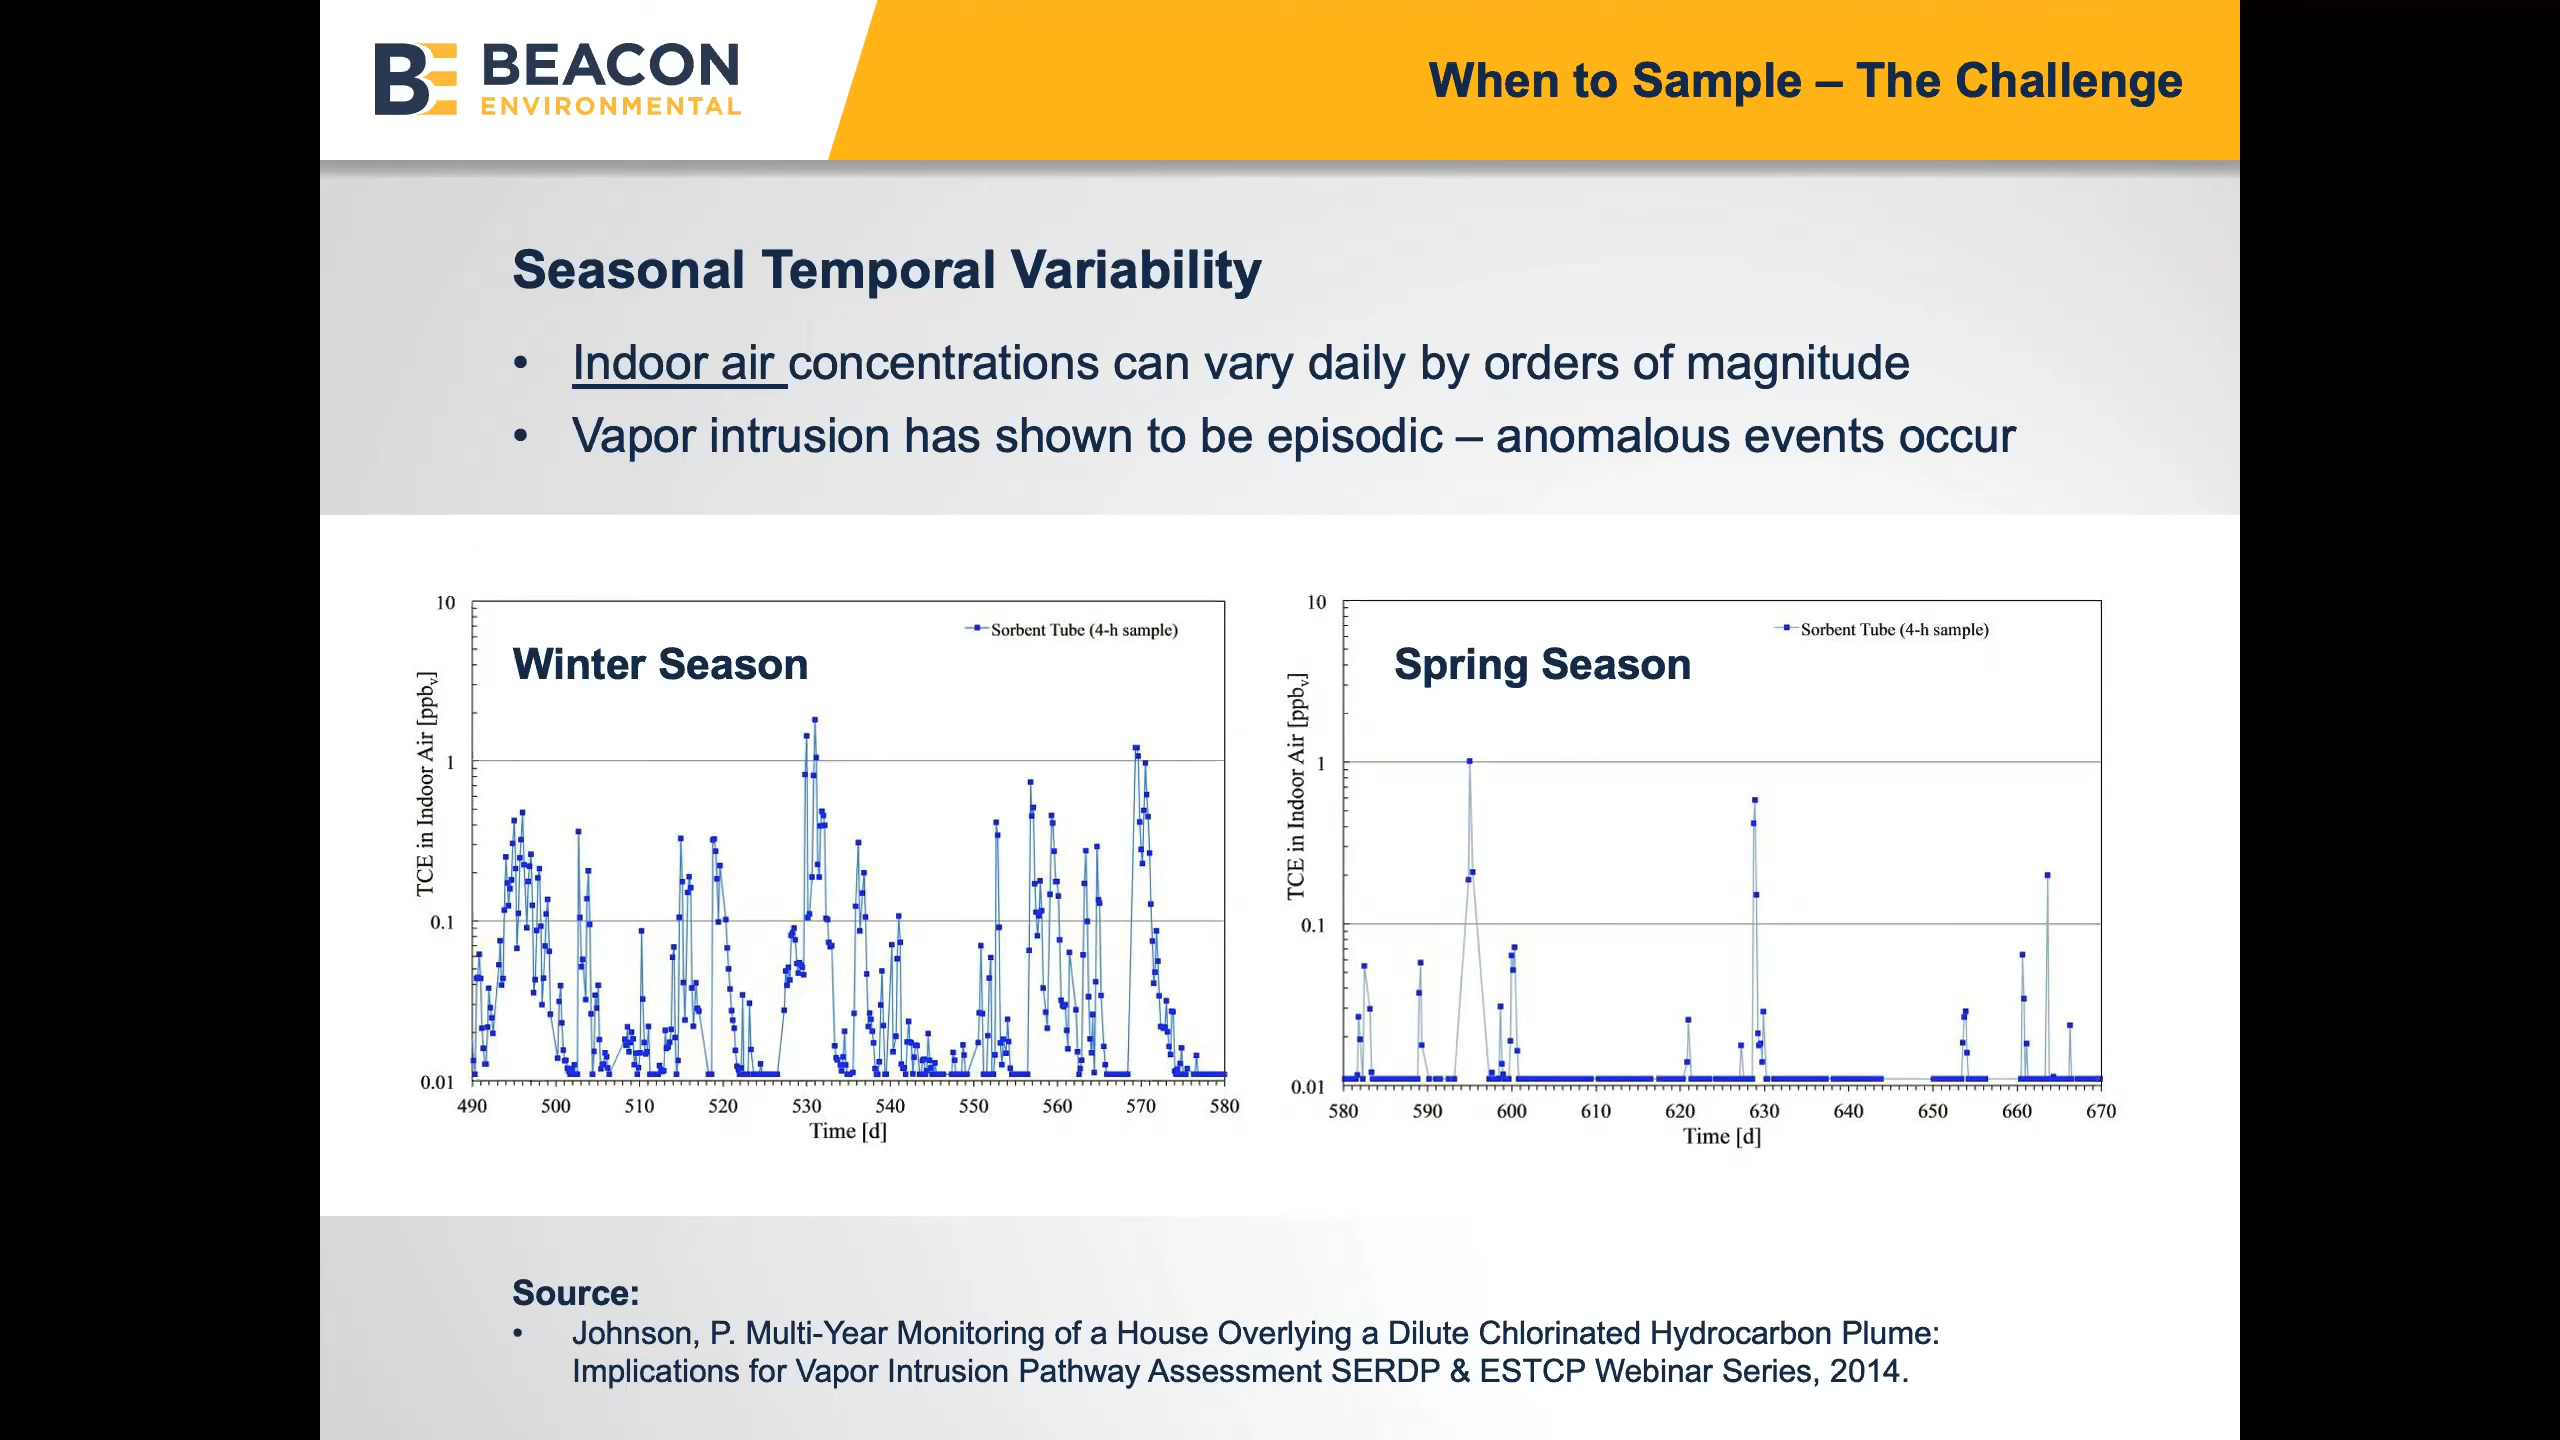 BEACON
ENVIRONMENTAL
When to Sample – The Challenge
Seasonal Temporal Variability
• Indoor air concentrations can vary daily by orders of magnitude
• Vapor intrusion has shown to be episodic – anomalous events occur
Winter Season
Sorbent Tube (4-h sample)
TCE in Indoor Air [ppbv]
10
1
0.1
0.01
490 500 510 520 530 540 550 560 570 580
Time [d]
Spring Season
Sorbent Tube (4-h sample)
TCE in Indoor Air [ppbv]
10
1
0.1
0.01
580 590 600 610 620 630 640 650 660 670
Time [d]
Source:
• Johnson, P. Multi-Year Monitoring of a House Overlying a Dilute Chlorinated Hydrocarbon Plume:
Implications for Vapor Intrusion Pathway Assessment SERDP & ESTCP Webinar Series, 2014.